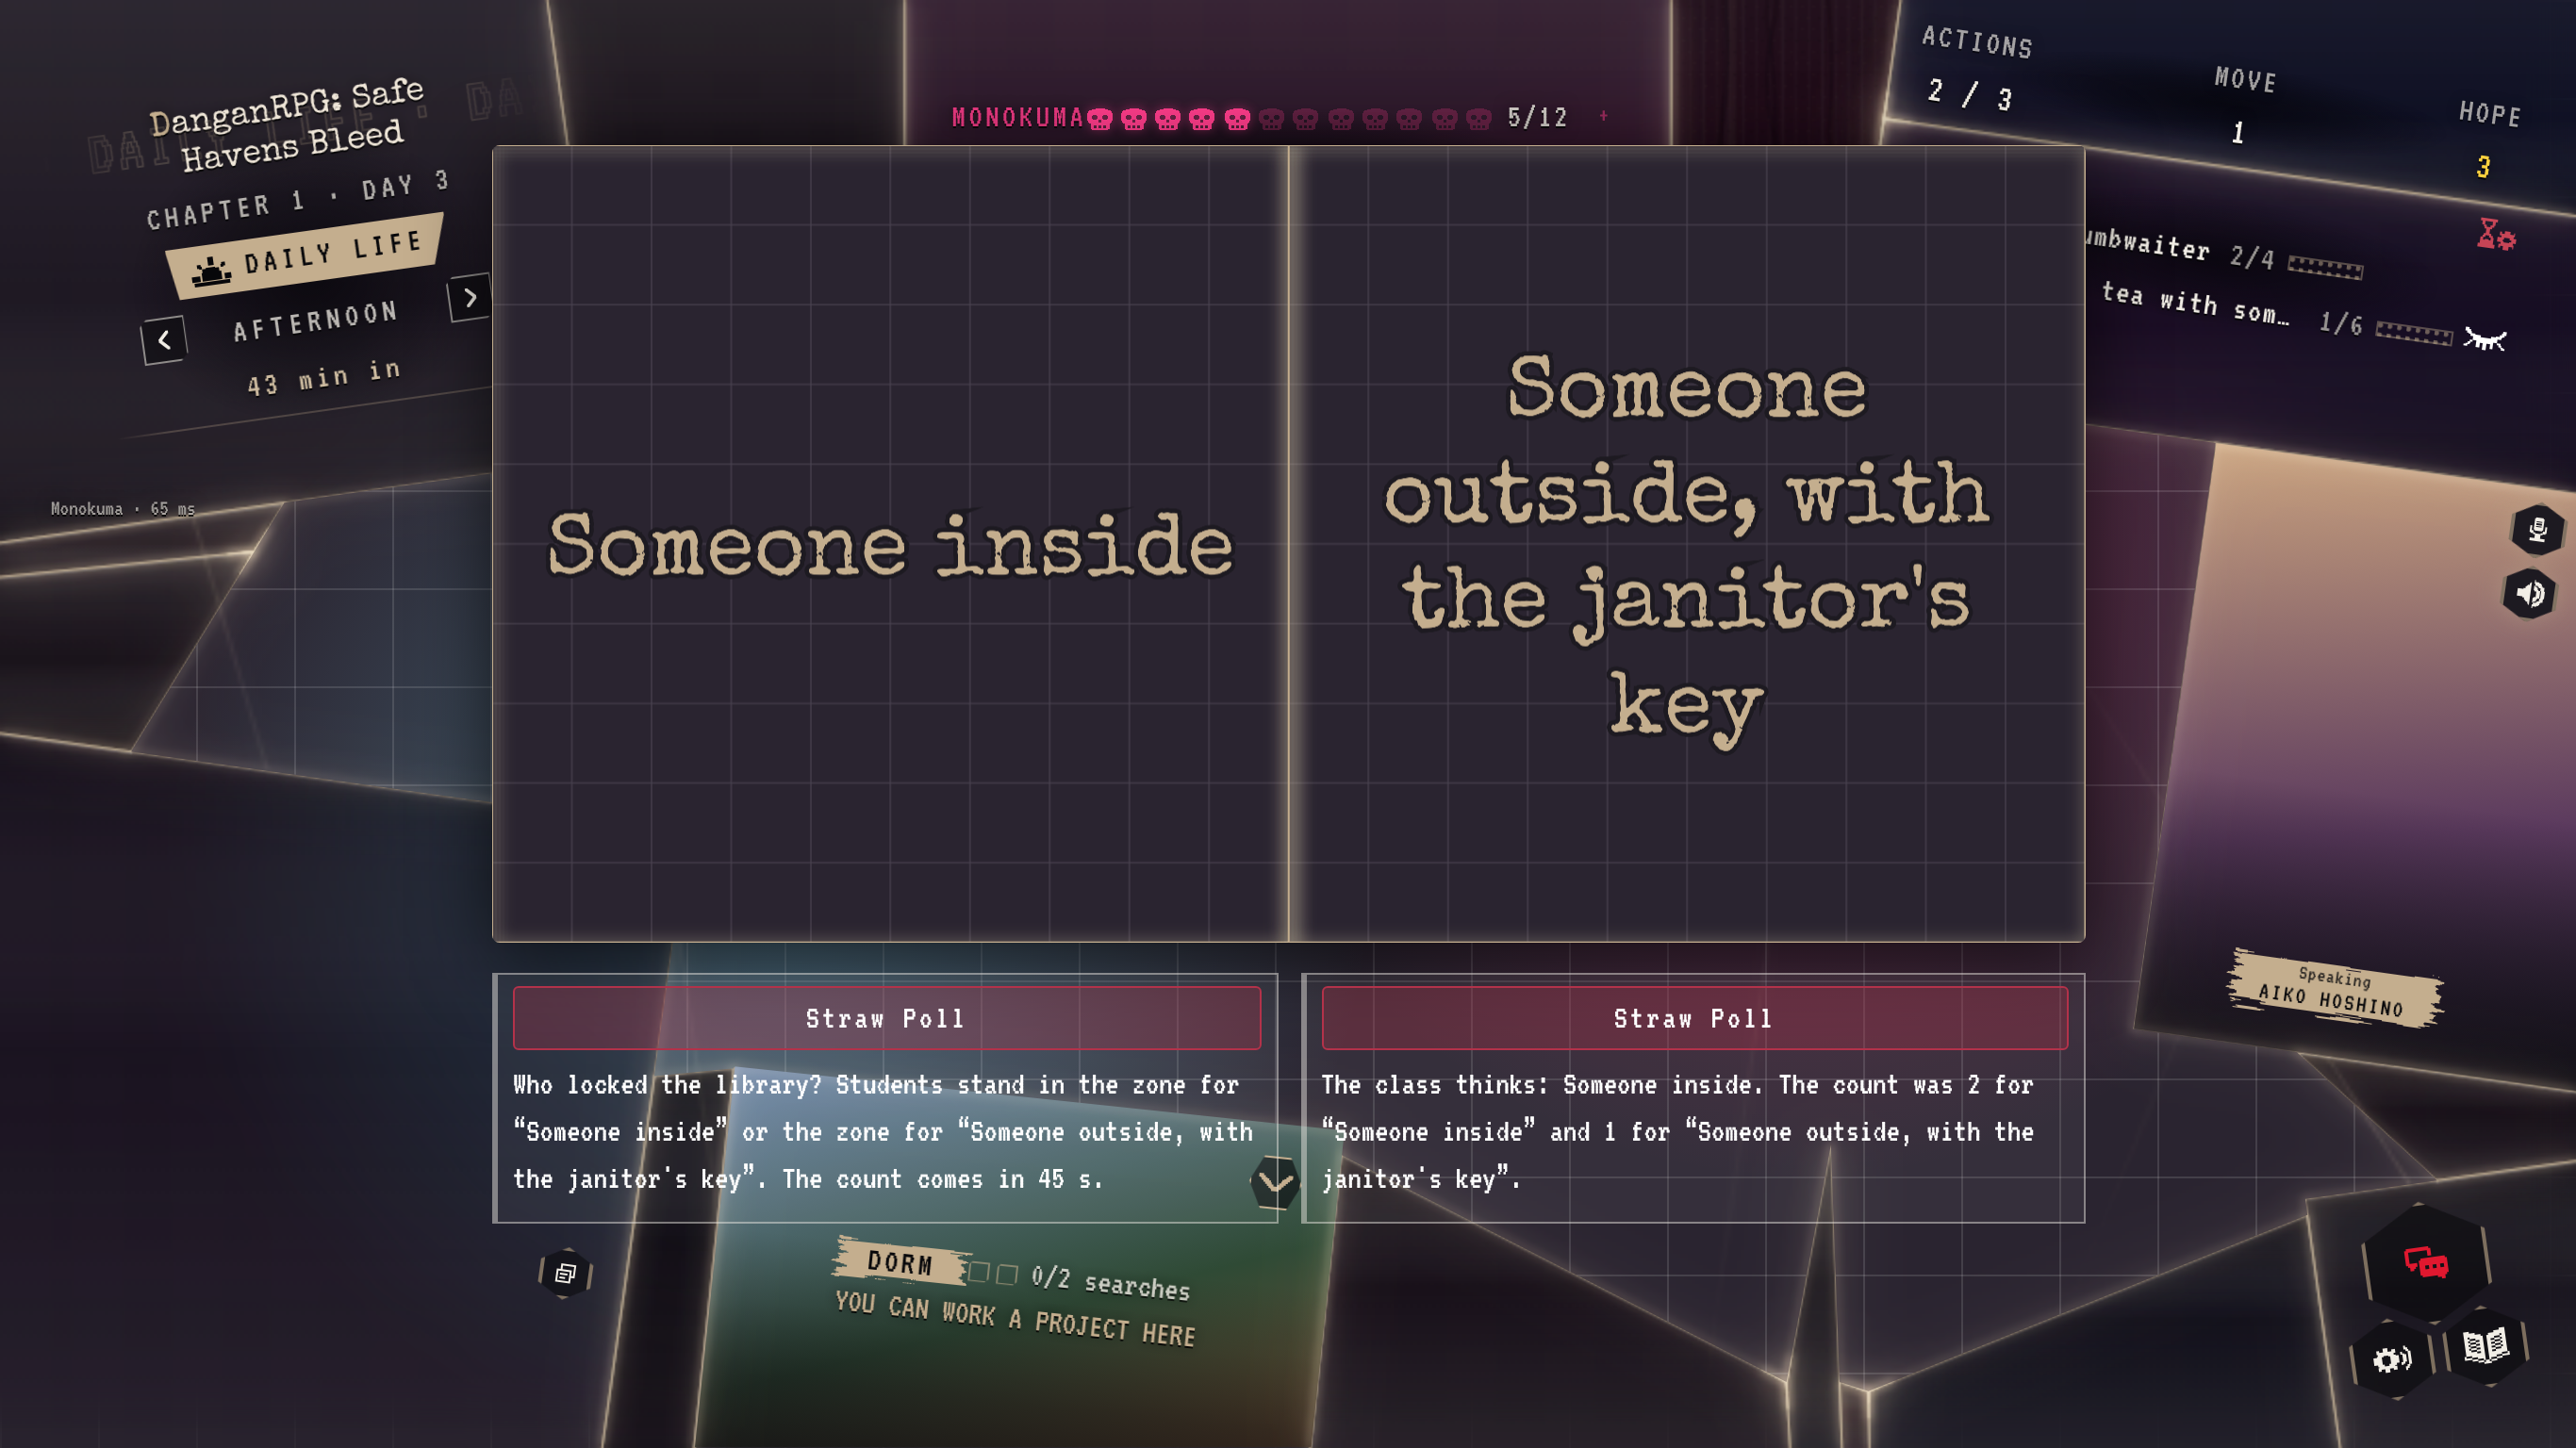 DanganRPG: Safe
Havens Bleed
CHAPTER 1 · DAY 3
DAILY LIFE
AFTERNOON
43 min in
Monokuma · 65 ms
MONOKUMA 5/12 +
ACTIONS
2 / 3
MOVE
1
HOPE
3
umbwaiter 2/4
tea with som… 1/6
Someone inside
Someone
outside, with
the janitor's
key
Speaking
AIKO HOSHINO
Straw Poll
Who locked the library? Students stand in the zone for
“Someone inside” or the zone for “Someone outside, with
the janitor's key”. The count comes in 45 s.
Straw Poll
The class thinks: Someone inside. The count was 2 for
“Someone inside” and 1 for “Someone outside, with the
janitor's key”.
DORM 0/2 searches
YOU CAN WORK A PROJECT HERE